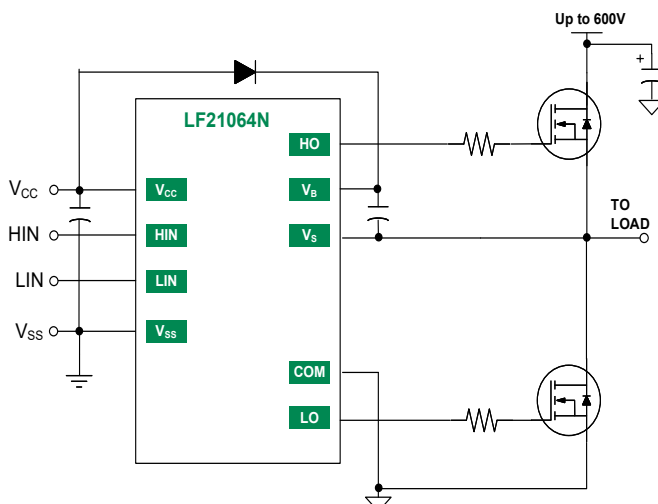 Up to 600V
+
LF21064N
HO
VCC
VCC
VB
HIN
HIN
VS
TO
LOAD
LIN
LIN
VSS
VSS
COM
LO